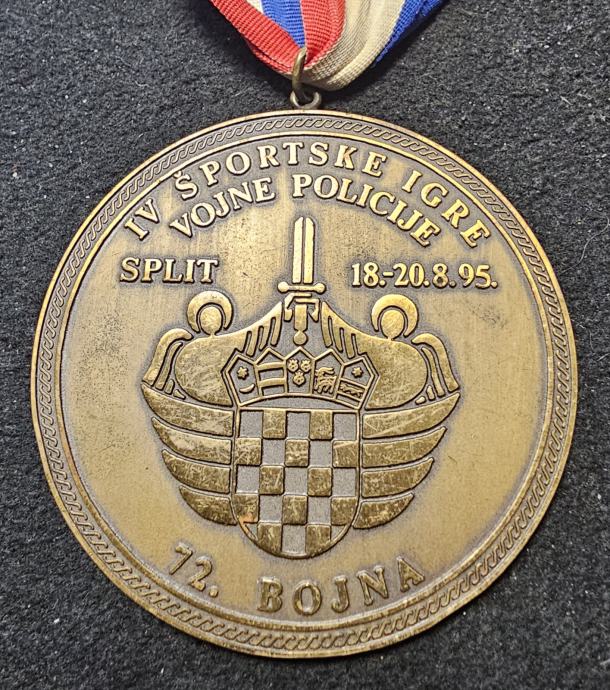 IV ŠPORTSKE IGRE
VOJNE POLICIJE
SPLIT 18.-20.8.95.
72. BOJNA